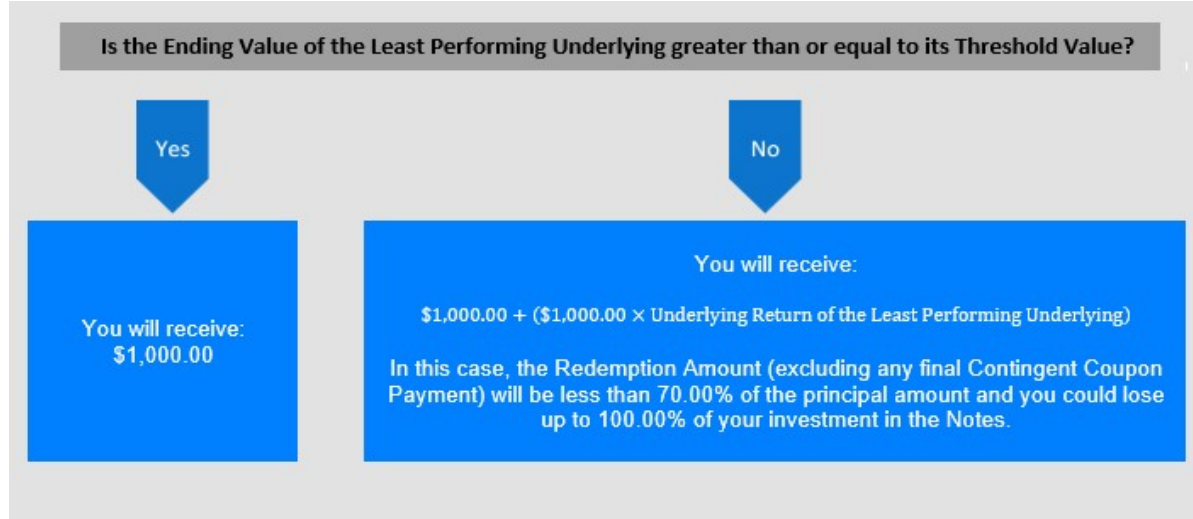 Is the Ending Value of the Least Performing Underlying greater than or equal to its Threshold Value?
Yes
No
You will receive:
$1,000.00
You will receive:
$1,000.00 + ($1,000.00 × Underlying Return of the Least Performing Underlying)
In this case, the Redemption Amount (excluding any final Contingent Coupon
Payment) will be less than 70.00% of the principal amount and you could lose
up to 100.00% of your investment in the Notes.